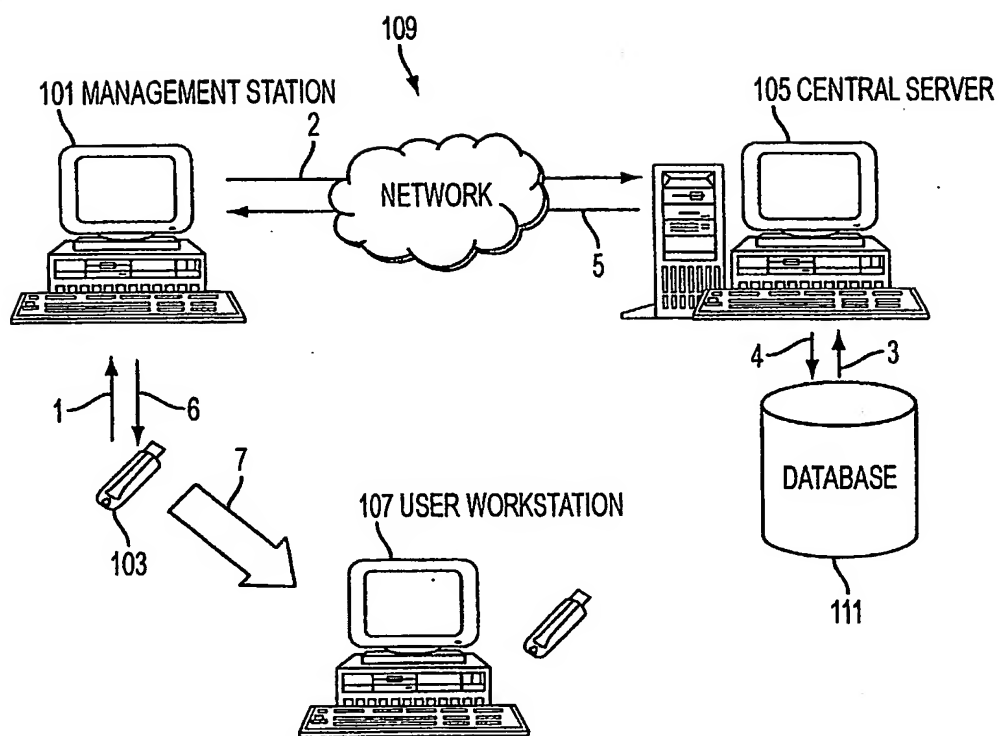 109
101 MANAGEMENT STATION
105 CENTRAL SERVER
2
NETWORK
5
4
3
1
6
DATABASE
7
107 USER WORKSTATION
103
111